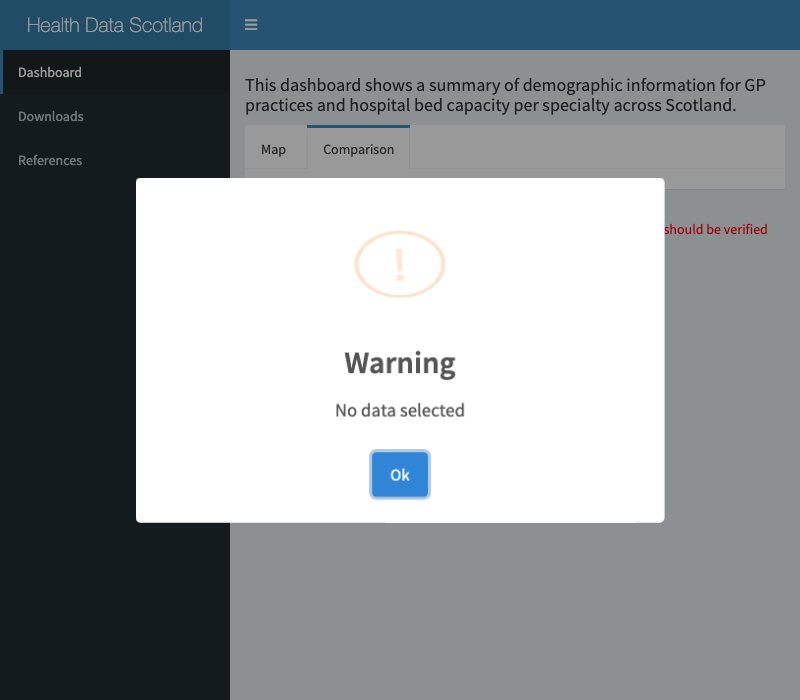 Health Data Scotland
Dashboard
Downloads
References
This dashboard shows a summary of demographic information for GP
practices and hospital bed capacity per specialty across Scotland.
Map
Comparison
should be verified
!
Warning
No data selected
Ok